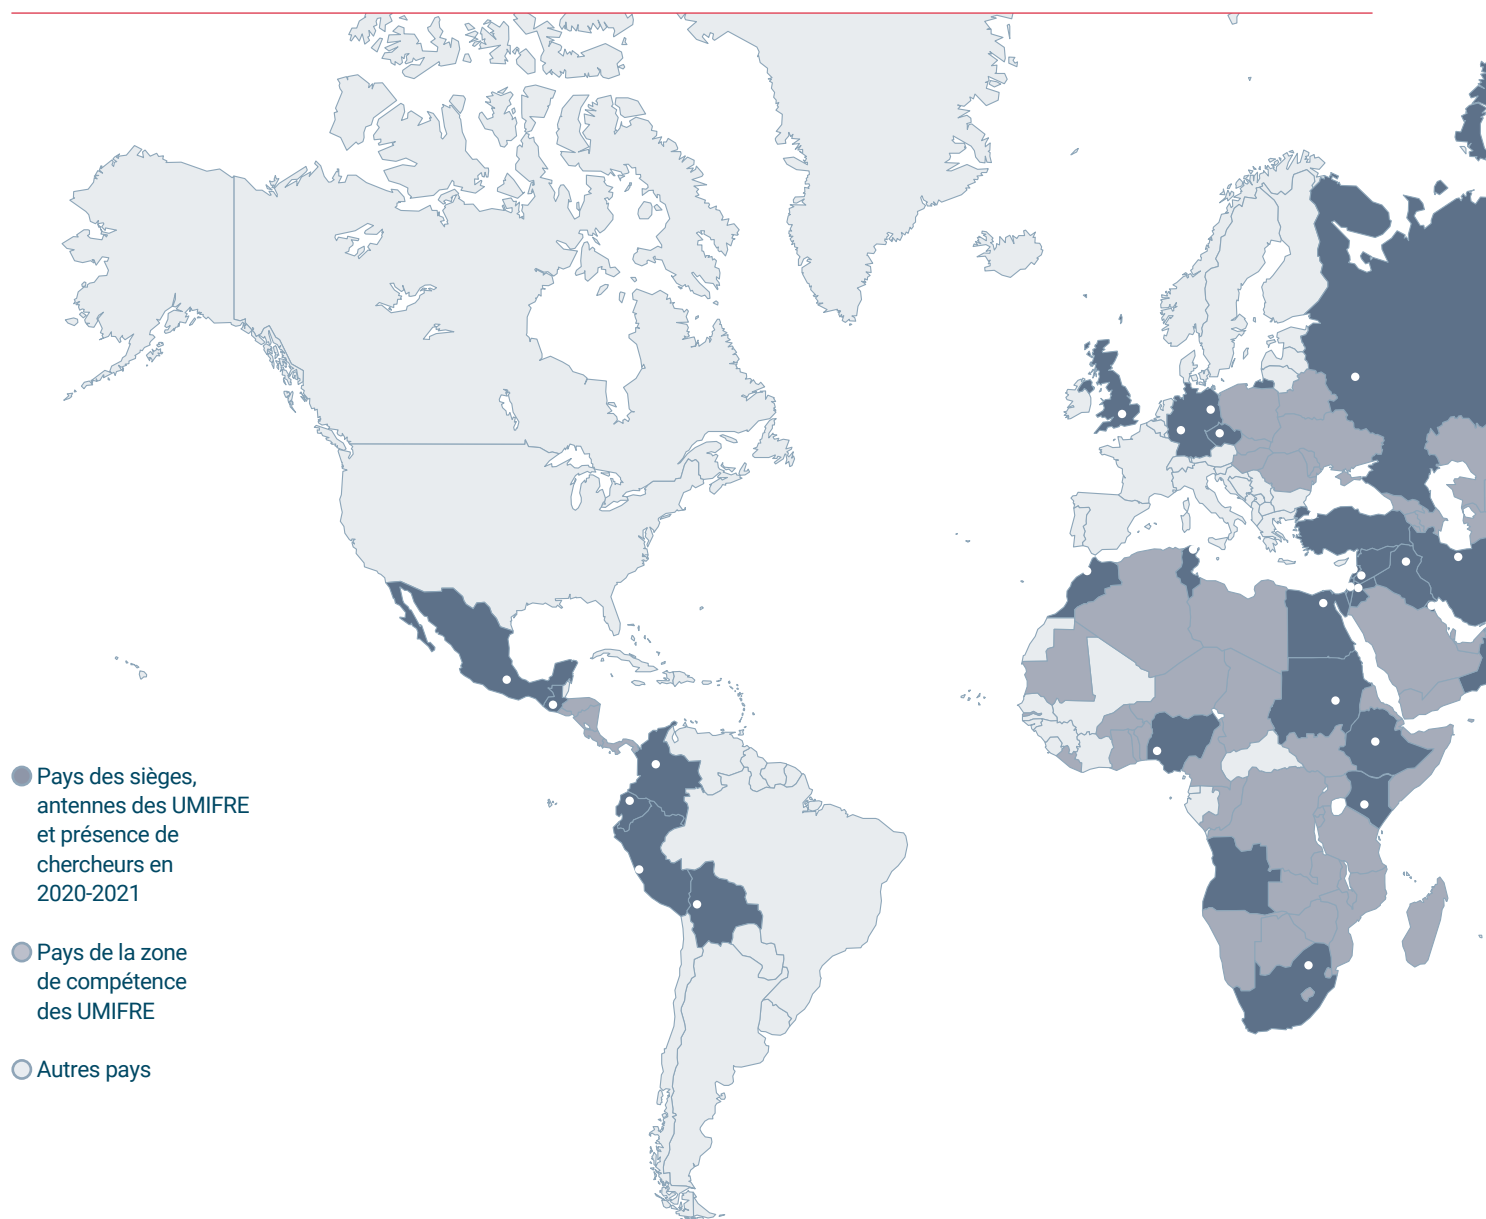 Pays des sièges,
antennes des UMIFRE
et présence de
chercheurs en
2020-2021
Pays de la zone
de compétence
des UMIFRE
Autres pays